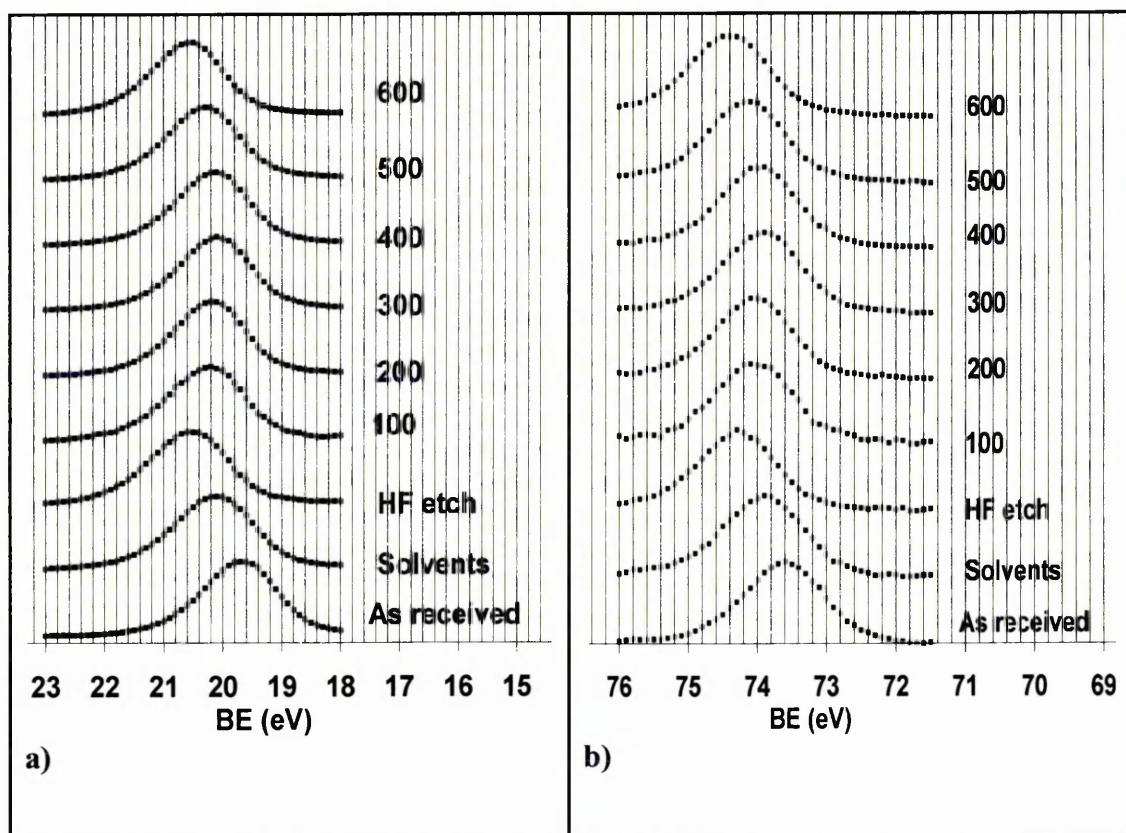 600
500
400
300
200
100
HF etch
Solvents
As received
23 22 21 20 19 18 17 16 15
BE (eV)
a)
600
500
400
300
200
100
HF etch
Solvents
As received
76 75 74 73 72 71 70 69
BE (eV)
b)